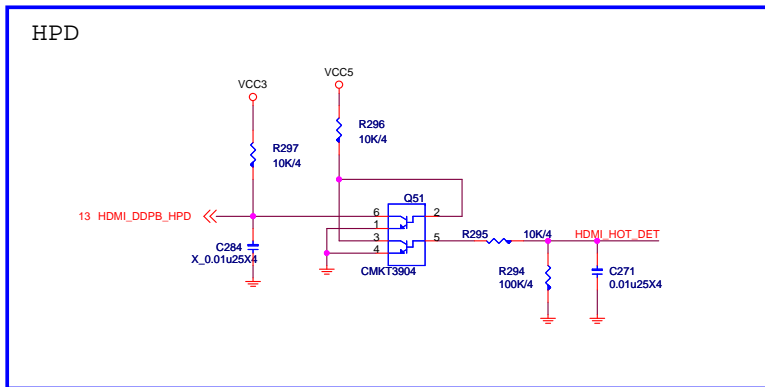 HPD
VCC3
VCC5
R296
10K/4
R297
10K/4
Q51
13 HDMI_DDPB_HPD
6
2
1
3
5
4
R295
10K/4
HDMI_HOT_DET
C284
X_0.01u25X4
CMKT3904
R294
100K/4
C271
0.01u25X4